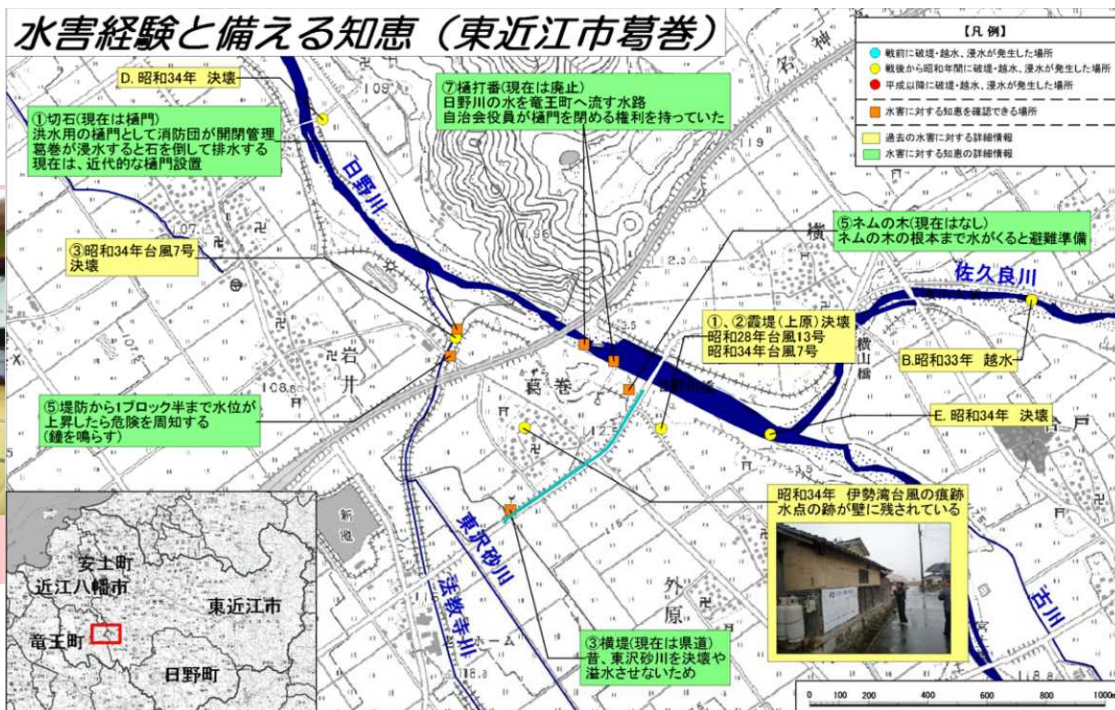 水害経験と備える知恵（東近江市葛巻）
【凡 例】
戦前に破堤・越水、浸水が発生した場所
戦後から昭和年間に破堤・越水、浸水が発生した場所
平成以降に破堤・越水、浸水が発生した場所
水害に対する知恵を確認できる場所
過去の水害に対する詳細情報
水害に対する知恵の詳細情報
D. 昭和34年 決壊
①切石(現在は樋門)
洪水用の樋門として消防団が開閉管理
葛巻が浸水すると石を倒して排水する
現在は、近代的な樋門設置
⑦樋打番(現在は廃止)
日野川の水を竜王町へ流す水路
自治会役員が樋門を閉める権利を持っていた
日野川
③昭和34年台風7号
決壊
⑤ネムの木(現在はなし)
ネムの木の根本まで水がくると避難準備
佐久良川
①、②霞堤(上原)決壊
昭和28年台風13号
昭和34年台風7号
横山橋
B.昭和33年 越水
岩井
葛巻
⑤堤防から1ブロック半まで水位が
上昇したら危険を周知する
(鐘を鳴らす)
E. 昭和34年 決壊
昭和34年 伊勢湾台風の痕跡
水点の跡が壁に残されている
東沢砂川
法教寺川
外原
古川
③横堤(現在は県道)
昔、東沢砂川を決壊や
溢水させないため
安土町
近江八幡市
東近江市
竜王町
日野町
0 100 200 400 600 800 1000m